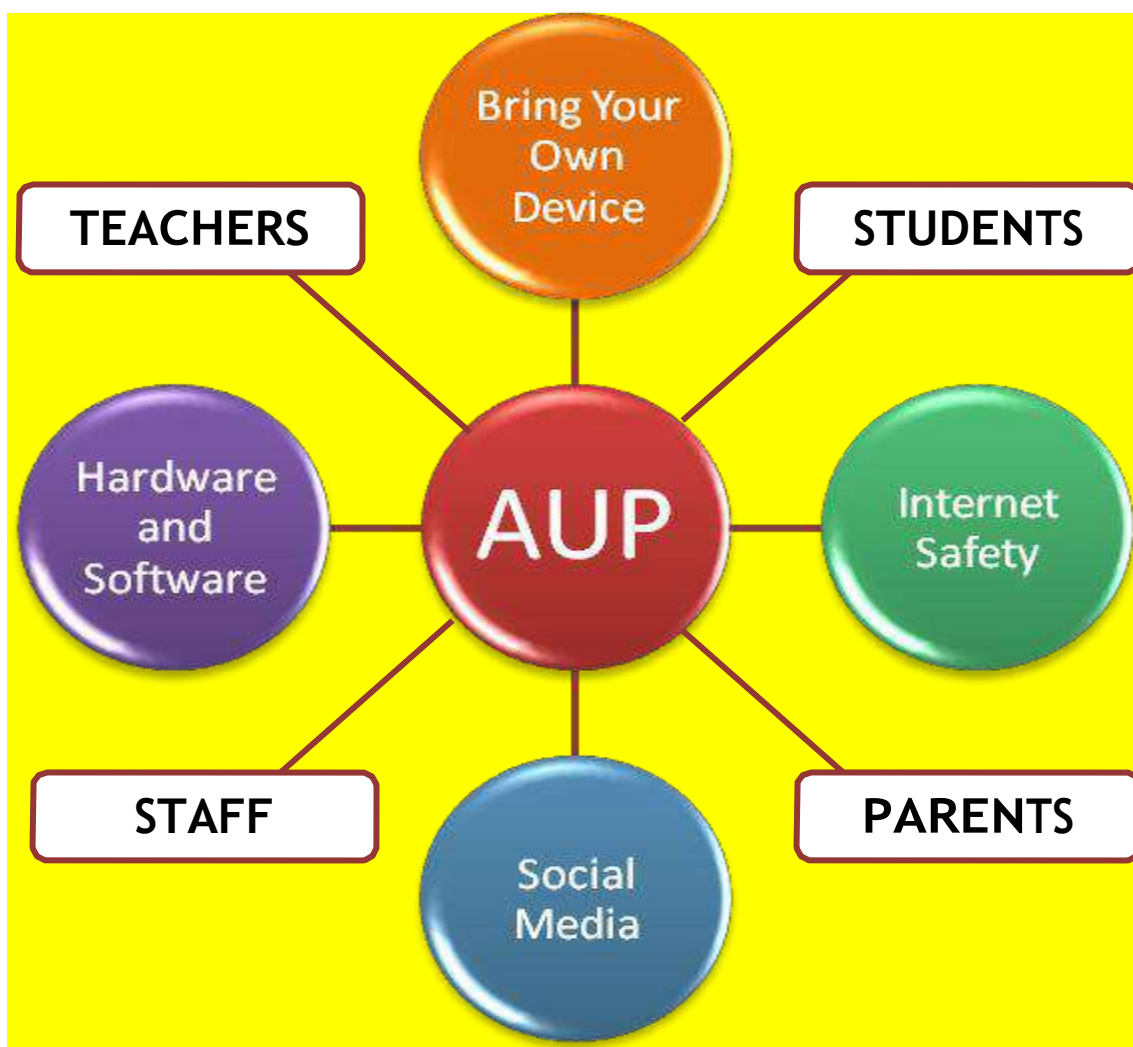 Bring Your
Own
Device
TEACHERS
STUDENTS
Hardware
and
Software
AUP
Internet
Safety
STAFF
PARENTS
Social
Media